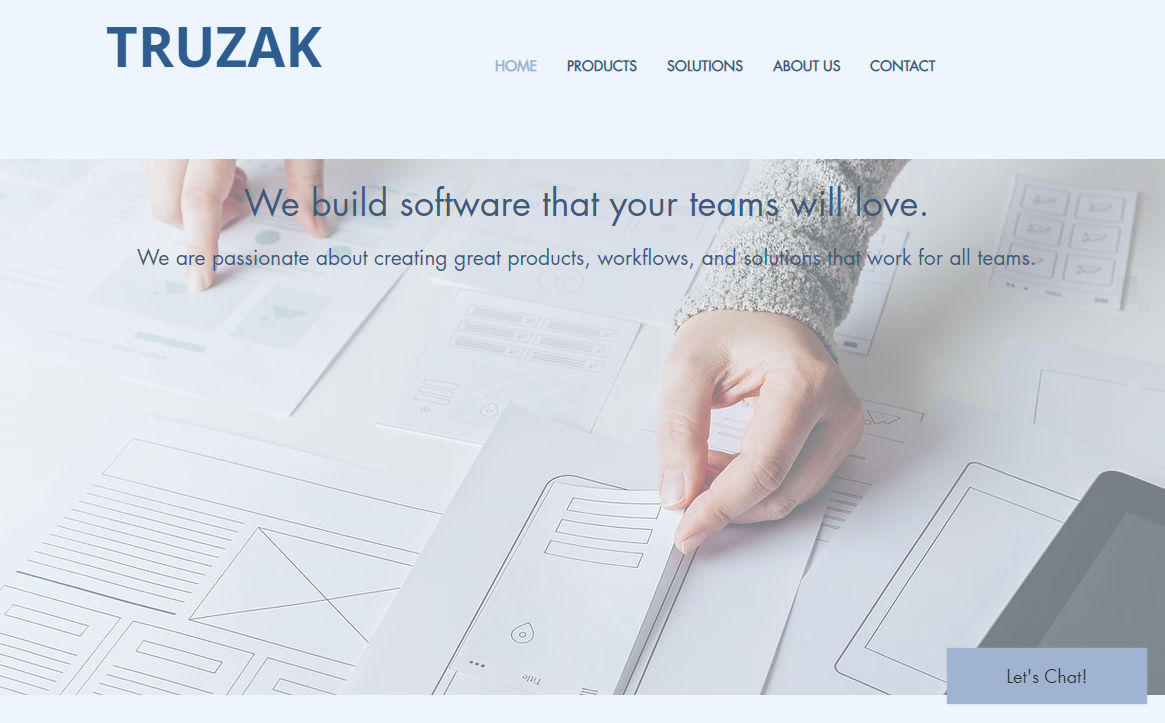 TRUZAK
HOME PRODUCTS SOLUTIONS ABOUT US CONTACT
We build software that your teams will love.
We are passionate about creating great products, workflows, and solutions that work for all teams.
Title
Let's Chat!